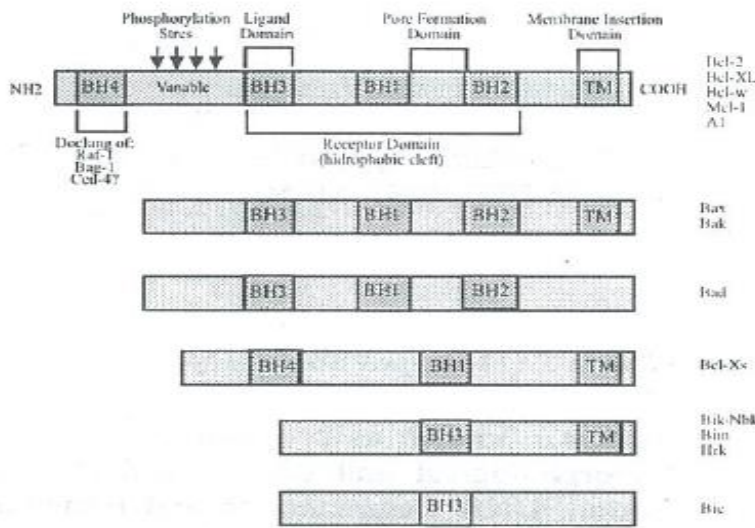 Phosphorylation
Sites
Ligand
Domain
Pore Formation
Domain
Membrane Insertion
Domain
NH2
BH4
Variable
BH3
BH1
BH2
TM
COOH
Bcl-2
Bcl-XL
Bcl-w
Mcl-1
A1
Docking of:
Raf-1
Bag-1
Ced-4?
Receptor Domain
(hidrophobic cleft)
BH3
BH1
BH2
TM
Bax
Bak
BH3
BH1
BH2
Bad
BH4
BH1
TM
Bcl-Xs
BH3
TM
Bik-Nbk
Bim
Hrk
BH3